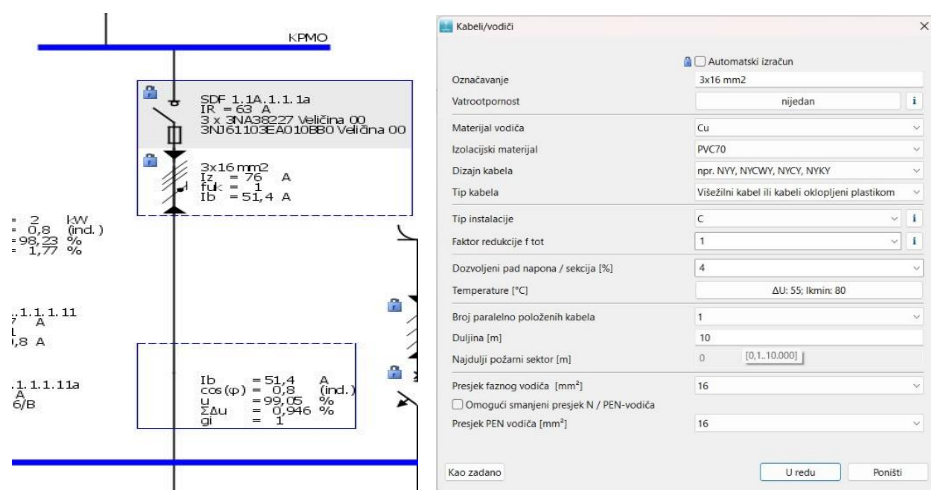 KPMO
SDF 1.1A.1.1.1a
IR = 63 A
3 x 3NA38227 Veličina 00
3NJ61103EA010BB0 Veličina 00
3x16 mm2
Iz = 76 A
fuk = 1
Ib = 51,4 A
= 2 kW
= 0,8 (ind.)
=98,23 %
= 1,77 %
.1.1.1.11
7 A
1
,8 A
.1.1.1.11a
A
6/B
Ib =51,4 A
cos(φ) = 0,8 (ind.)
u =99,05 %
ΣΔu = 0,946 %
gi = 1
Kabeli/vodiči
Automatski izračun
Označavanje 3x16 mm2
Vatrootpornost nijedan i
Materijal vodiča Cu
Izolacijski materijal PVC70
Dizajn kabela npr. NYY, NYCWY, NYCY, NYKY
Tip kabela Višežilni kabel ili kabeli oklopljeni plastikom
Tip instalacije C i
Faktor redukcije f tot 1 i
Dozvoljeni pad napona / sekcija [%] 4
Temperature [°C] ΔU: 55; Ikmin: 80
Broj paralelno položenih kabela 1
Duljina [m] 10
Najdulji požarni sektor [m] 0 [0,1..10.000]
Presjek faznog vodiča [mm²] 16
Omogući smanjeni presjek N / PEN-vodiča
Presjek PEN vodiča [mm²] 16
Kao zadano U redu Poništi